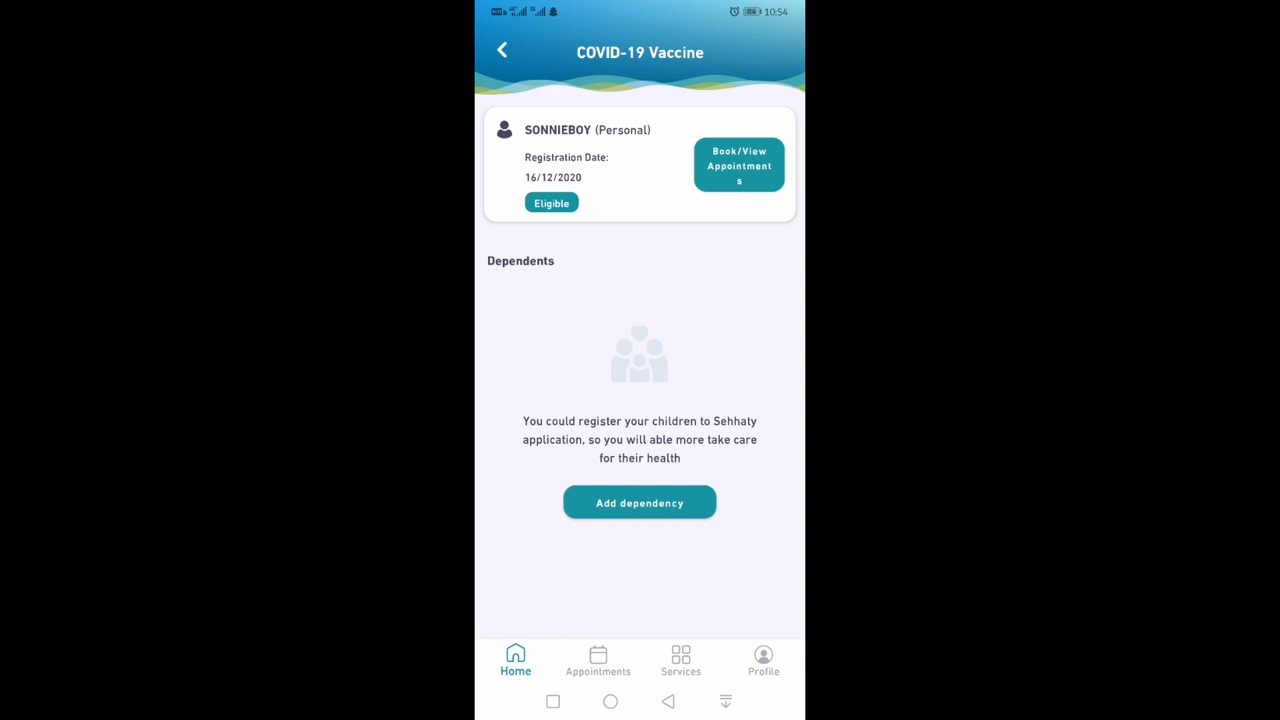 10:54
COVID-19 Vaccine
SONNIEBOY (Personal)
Registration Date:
16/12/2020
Eligible
Book/View
Appointment
s
Dependents
You could register your children to Sehhaty
application, so you will able more take care
for their health
Add dependency
Home
Appointments
Services
Profile